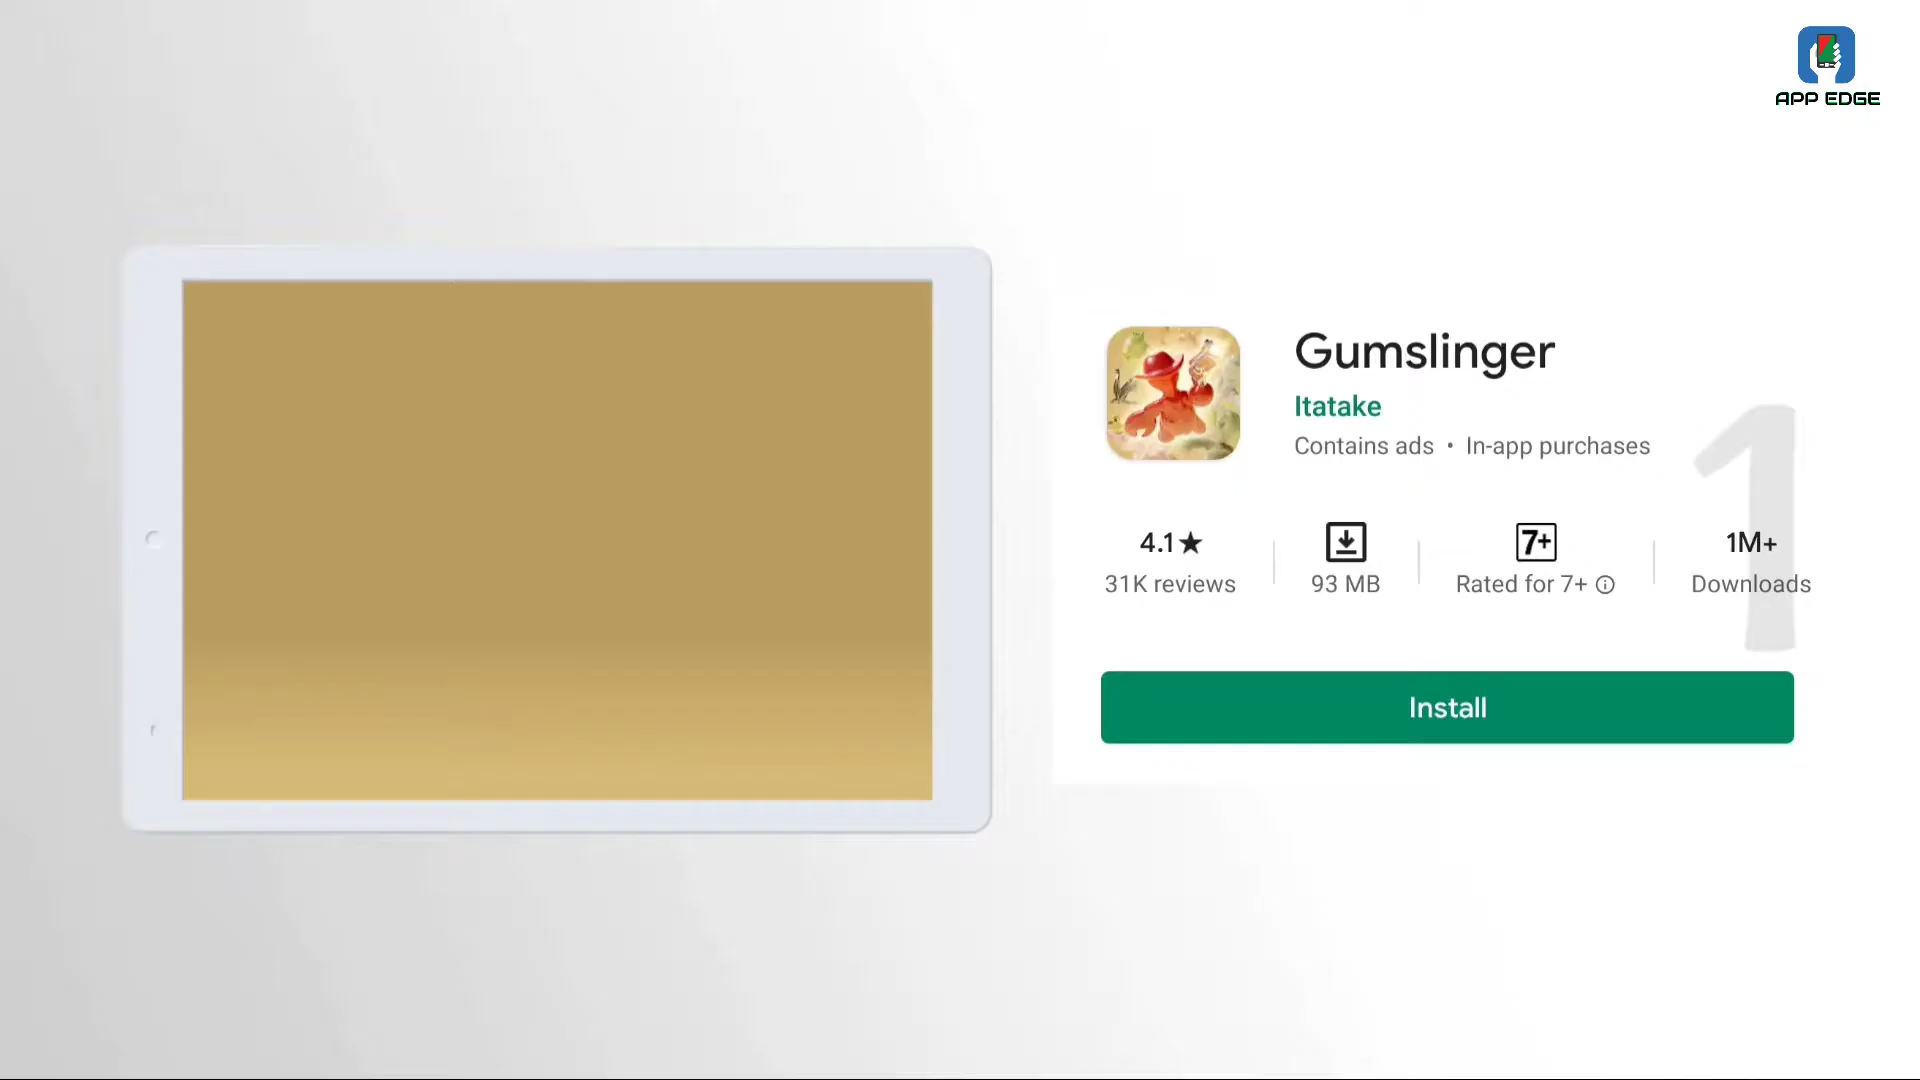 APP EDGE
Gumslinger
Itatake
Contains ads • In-app purchases
1
4.1★
31K reviews
93 MB
7+
Rated for 7+
1M+
Downloads
Install